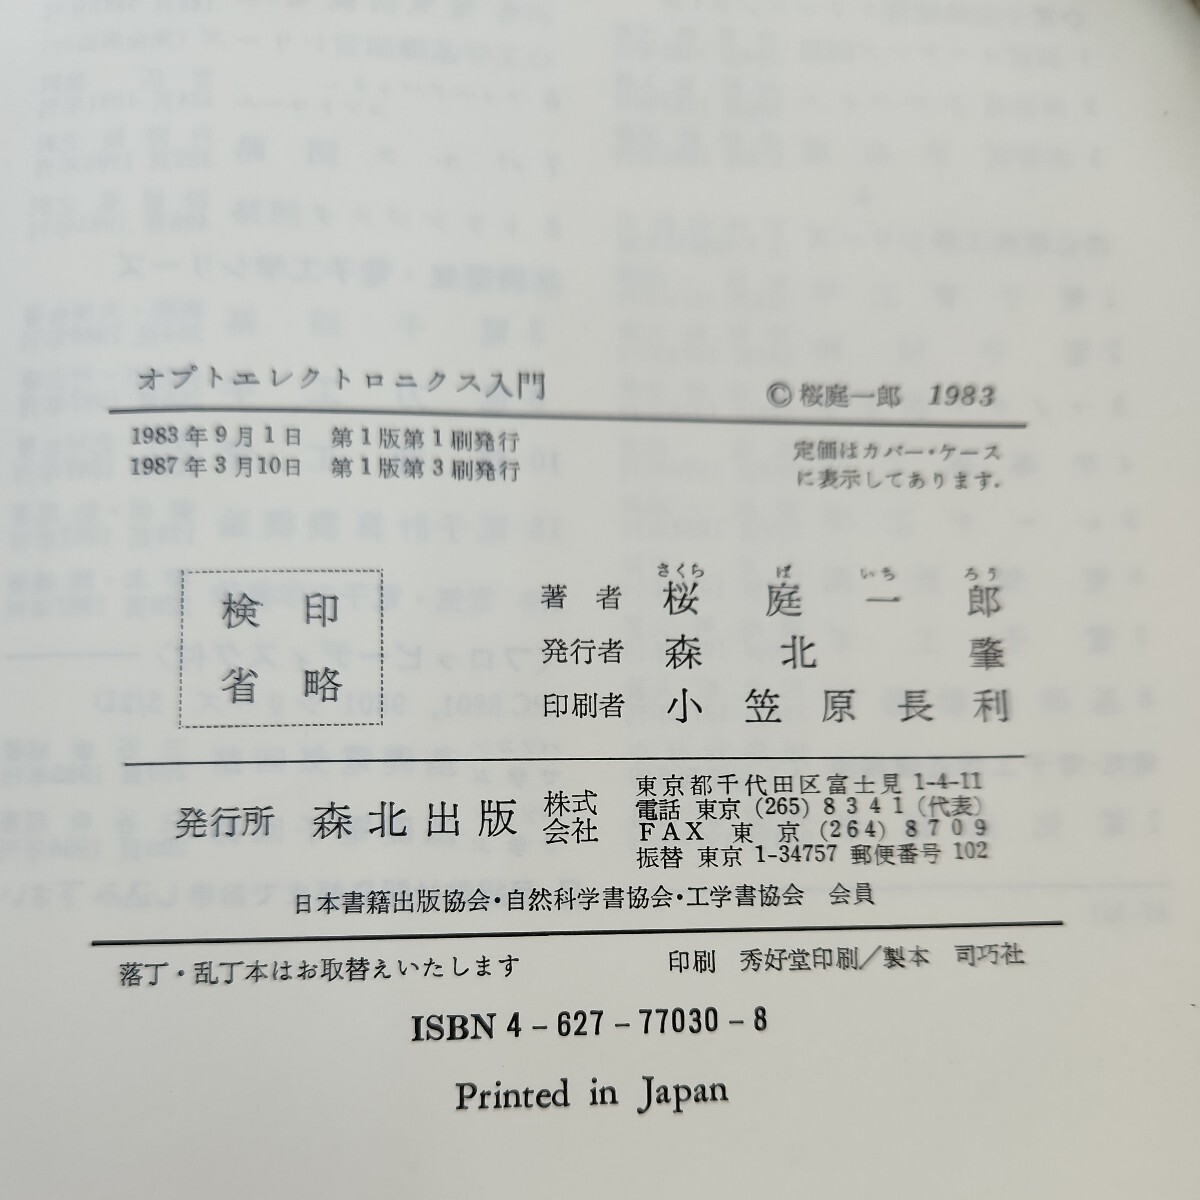 オプトエレクトロニクス入門
© 桜庭一郎 1983
1983年9月1日 第1版第1刷発行
1987年3月10日 第1版第3刷発行
定価はカバー・ケース
に表示してあります.
検印
省略
さくら ば いち ろう
著者 桜庭一郎
発行者 森北肇
印刷者 小笠原長利
発行所 森北出版 株式会社
東京都千代田区富士見1-4-11
電話 東京 (265) 8341 (代表)
FAX 東京 (264) 8709
振替 東京 1-34757 郵便番号 102
日本書籍出版協会・自然科学書協会・工学書協会 会員
落丁・乱丁本はお取替えいたします
印刷 秀好堂印刷/製本 司巧社
ISBN 4-627-77030-8
Printed in Japan